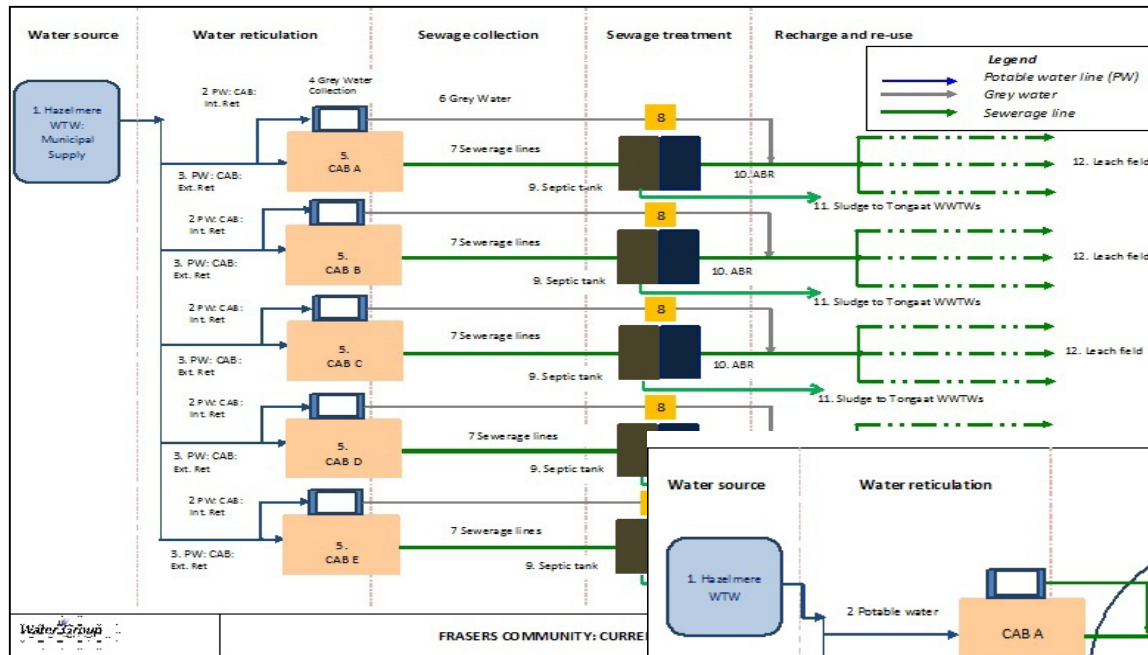 Water source
Water reticulation
Sewage collection
Sewage treatment
Recharge and re-use
Legend
Potable water line (PW)
Grey water
Sewerage line
1. Hazelmere
WTW:
Municipal
Supply
2 PW: CAB:
Int. Ret
4 Grey Water
Collection
6 Grey Water
8
5.
CAB A
7 Sewerage lines
3. PW: CAB:
Ext. Ret
9. Septic tank
10. ABR
12. Leach field
11. Sludge to Tongaat WWTWs
2 PW: CAB:
Int. Ret
8
5.
CAB B
7 Sewerage lines
3. PW: CAB:
Ext. Ret
9. Septic tank
10. ABR
12. Leach field
11. Sludge to Tongaat WWTWs
2 PW: CAB:
Int. Ret
8
5.
CAB C
7 Sewerage lines
3. PW: CAB:
Ext. Ret
9. Septic tank
10. ABR
12. Leach field
11. Sludge to Tongaat WWTWs
2 PW: CAB:
Int. Ret
8
5.
CAB D
7 Sewerage lines
3. PW: CAB:
Ext. Ret
9. Septic tank
2 PW: CAB:
Int. Ret
5.
CAB E
7 Sewerage lines
3. PW: CAB:
Ext. Ret
9. Septic tank
Water Group
FRASERS COMMUNITY:
Water source
Water reticulation
1. Hazelmere
WTW
2 Potable water
CAB A